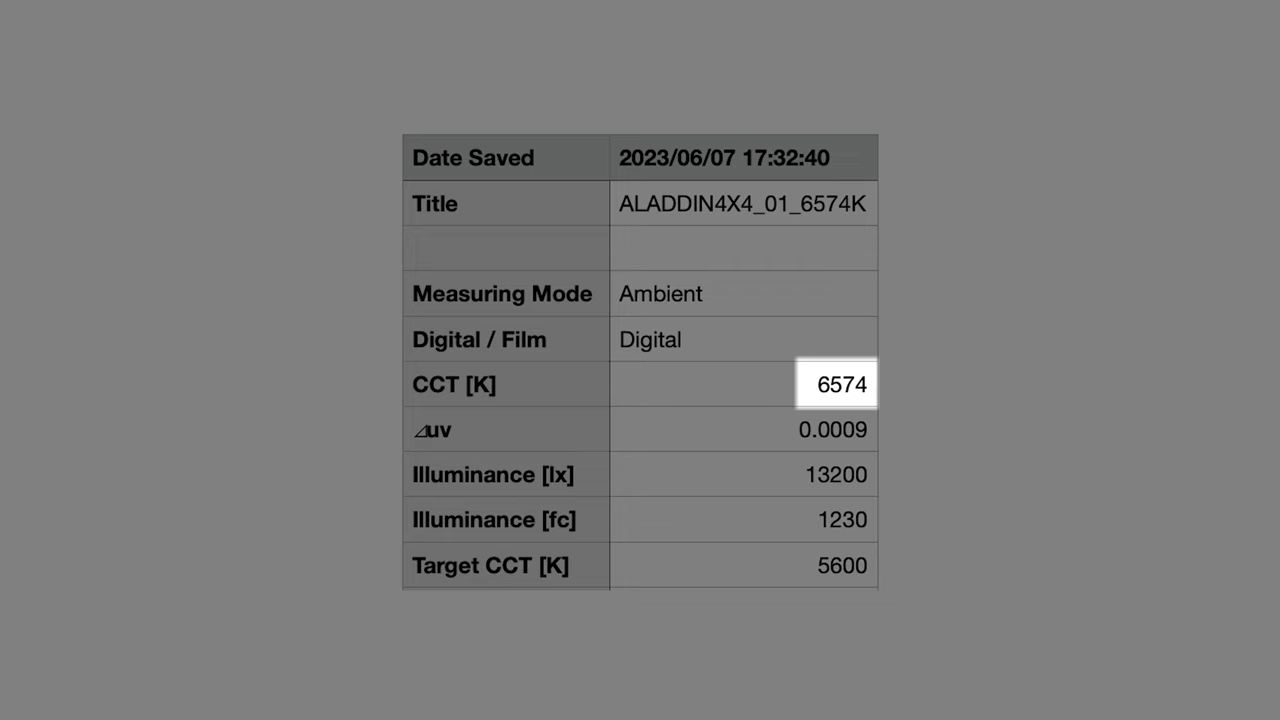 Date Saved 2023/06/07 17:32:40
Title ALADDIN4X4_01_6574K
Measuring Mode Ambient
Digital / Film Digital
CCT [K] 6574
⊿uv 0.0009
Illuminance [lx] 13200
Illuminance [fc] 1230
Target CCT [K] 5600